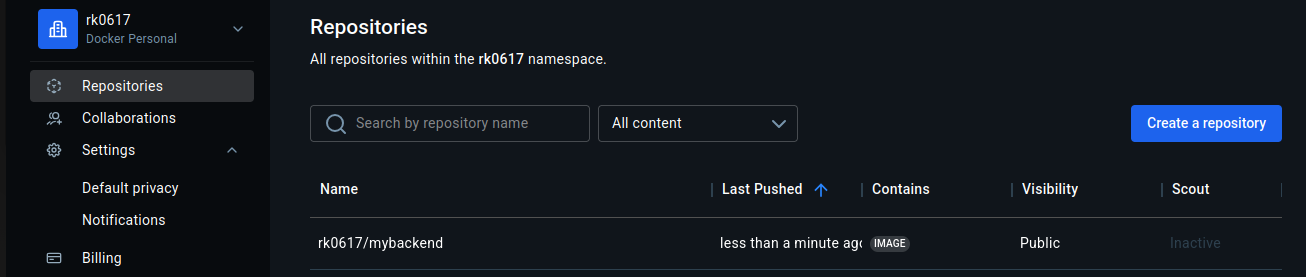 rk0617
Docker Personal
Repositories
Collaborations
Settings
Default privacy
Notifications
Billing
Repositories
All repositories within the rk0617 namespace.
Search by repository name
All content
Create a repository
Name
Last Pushed
Contains
Visibility
Scout
rk0617/mybackend
less than a minute ago
IMAGE
Public
Inactive